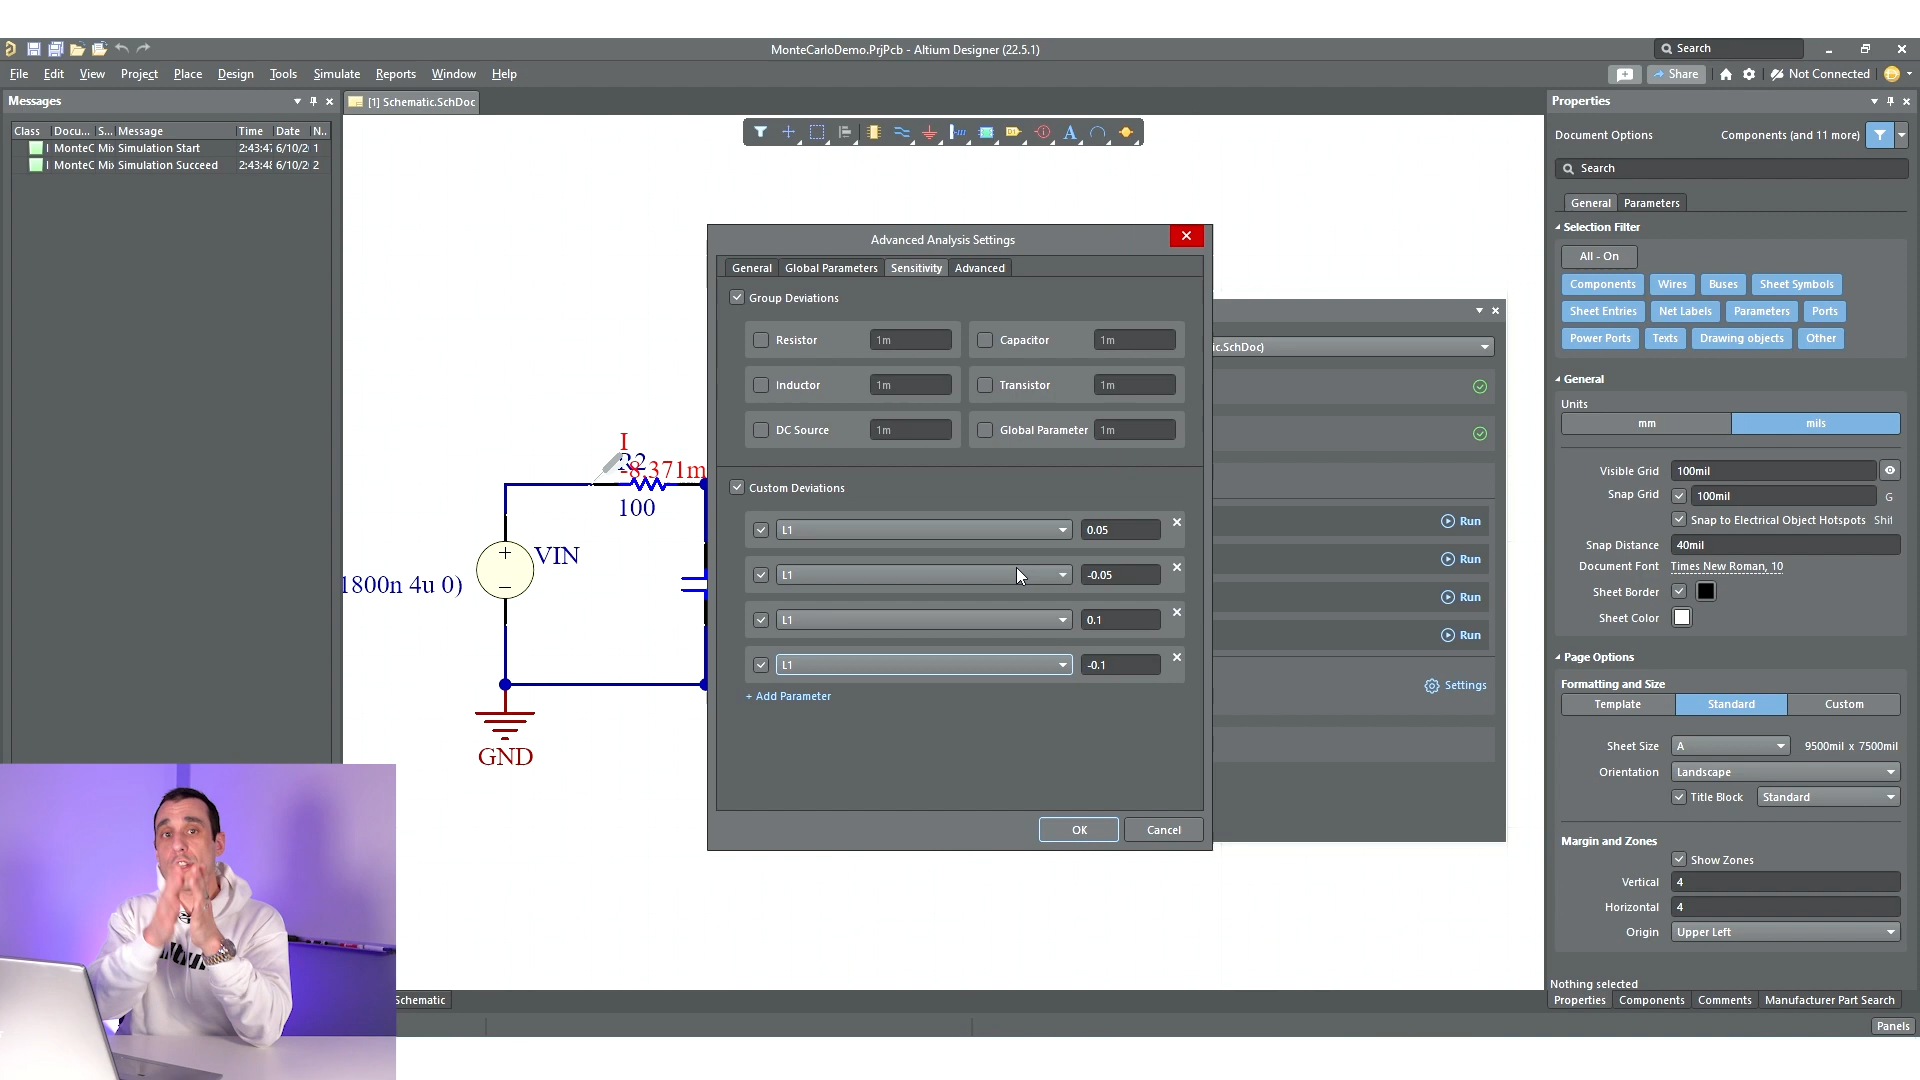 MonteCarloDemo.PrjPcb - Altium Designer (22.5.1)
Search
File Edit View Project Place Design Tools Simulate Reports Window Help
Share
Not Connected
Messages
[1] Schematic.SchDoc
Class Docu... S... Message Time Date N..
I MonteC Mix Simulation Start 2:43:47 6/10/2 1
I MonteC Mix Simulation Succeed 2:43:48 6/10/2 2
I
-8.371m
100
+
VIN
1800n 4u 0)
GND
Advanced Analysis Settings
General Global Parameters Sensitivity Advanced
Group Deviations
Resistor 1m Capacitor 1m
Inductor 1m Transistor 1m
DC Source 1m Global Parameter 1m
Custom Deviations
L1 0.05
L1 -0.05
L1 0.1
L1 -0.1
+ Add Parameter
OK Cancel
ic.SchDoc)
Run
Run
Run
Run
Settings
Properties
Document Options Components (and 11 more)
Search
General Parameters
Selection Filter
All - On
Components Wires Buses Sheet Symbols
Sheet Entries Net Labels Parameters Ports
Power Ports Texts Drawing objects Other
General
Units
mm mils
Visible Grid 100mil
Snap Grid 100mil G
Snap to Electrical Object Hotspots Shif
Snap Distance 40mil
Document Font Times New Roman, 10
Sheet Border
Sheet Color
Page Options
Formatting and Size
Template Standard Custom
Sheet Size A 9500mil x 7500mil
Orientation Landscape
Title Block Standard
Margin and Zones
Show Zones
Vertical 4
Horizontal 4
Origin Upper Left
Nothing selected
Schematic
Properties Components Comments Manufacturer Part Search
Panels